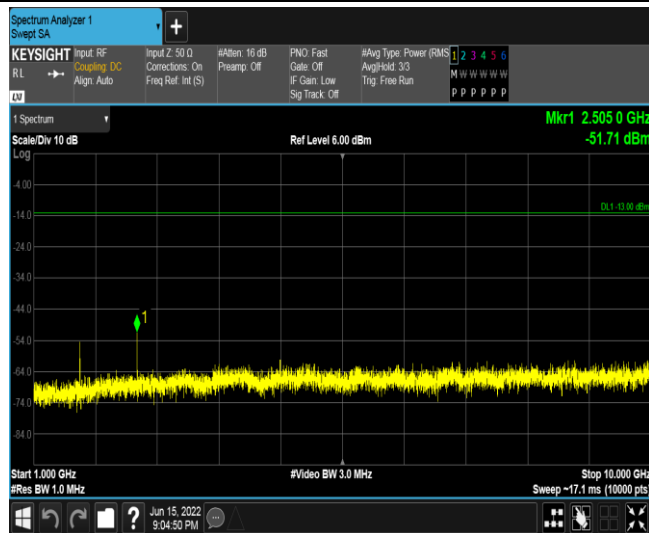 Spectrum Analyzer 1
Swept SA
+
KEYSIGHT Input: RF Input Z: 50 Ω #Atten: 16 dB PNO: Fast #Avg Type: Power (RMS 1 2 3 4 5 6
RL Coupling: DC Corrections: On Preamp: Off Gate: Off Avg|Hold: 3/3 M W W W W W
Align: Auto Freq Ref: Int (S) IF Gain: Low Trig: Free Run
LXI Sig Track: Off P P P P P P
1 Spectrum Mkr1 2.505 0 GHz
Scale/Div 10 dB Ref Level 6.00 dBm -51.71 dBm
Log
-4.00
DL1 -13.00 dBm
-14.0
-24.0
-34.0
-44.0
1
-54.0
-64.0
-74.0
-84.0
Start 1.000 GHz #Video BW 3.0 MHz Stop 10.000 GHz
#Res BW 1.0 MHz Sweep ~17.1 ms (10000 pts)
? Jun 15, 2022
9:04:50 PM